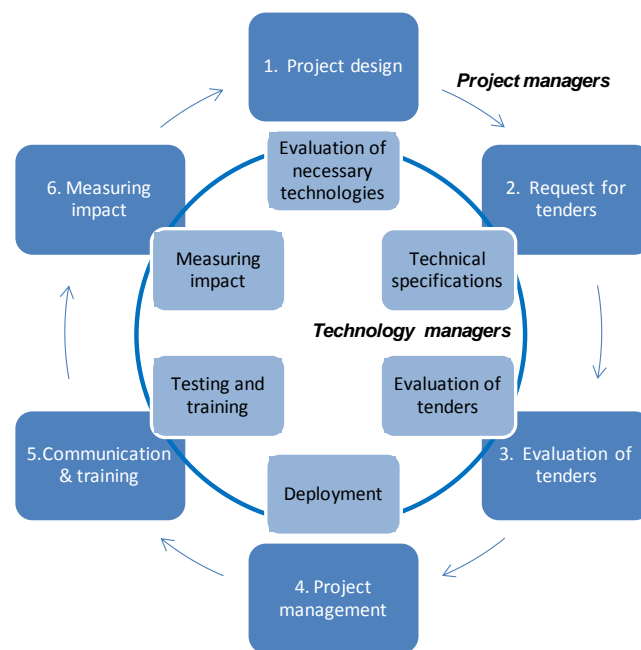 1. Project design
Project managers
Evaluation of
necessary
technologies
6. Measuring
impact
2. Request for
tenders
Measuring
impact
Technical
specifications
Technology managers
Testing and
training
Evaluation of
tenders
5.Communication
& training
3. Evaluation of
tenders
Deployment
4. Project
management